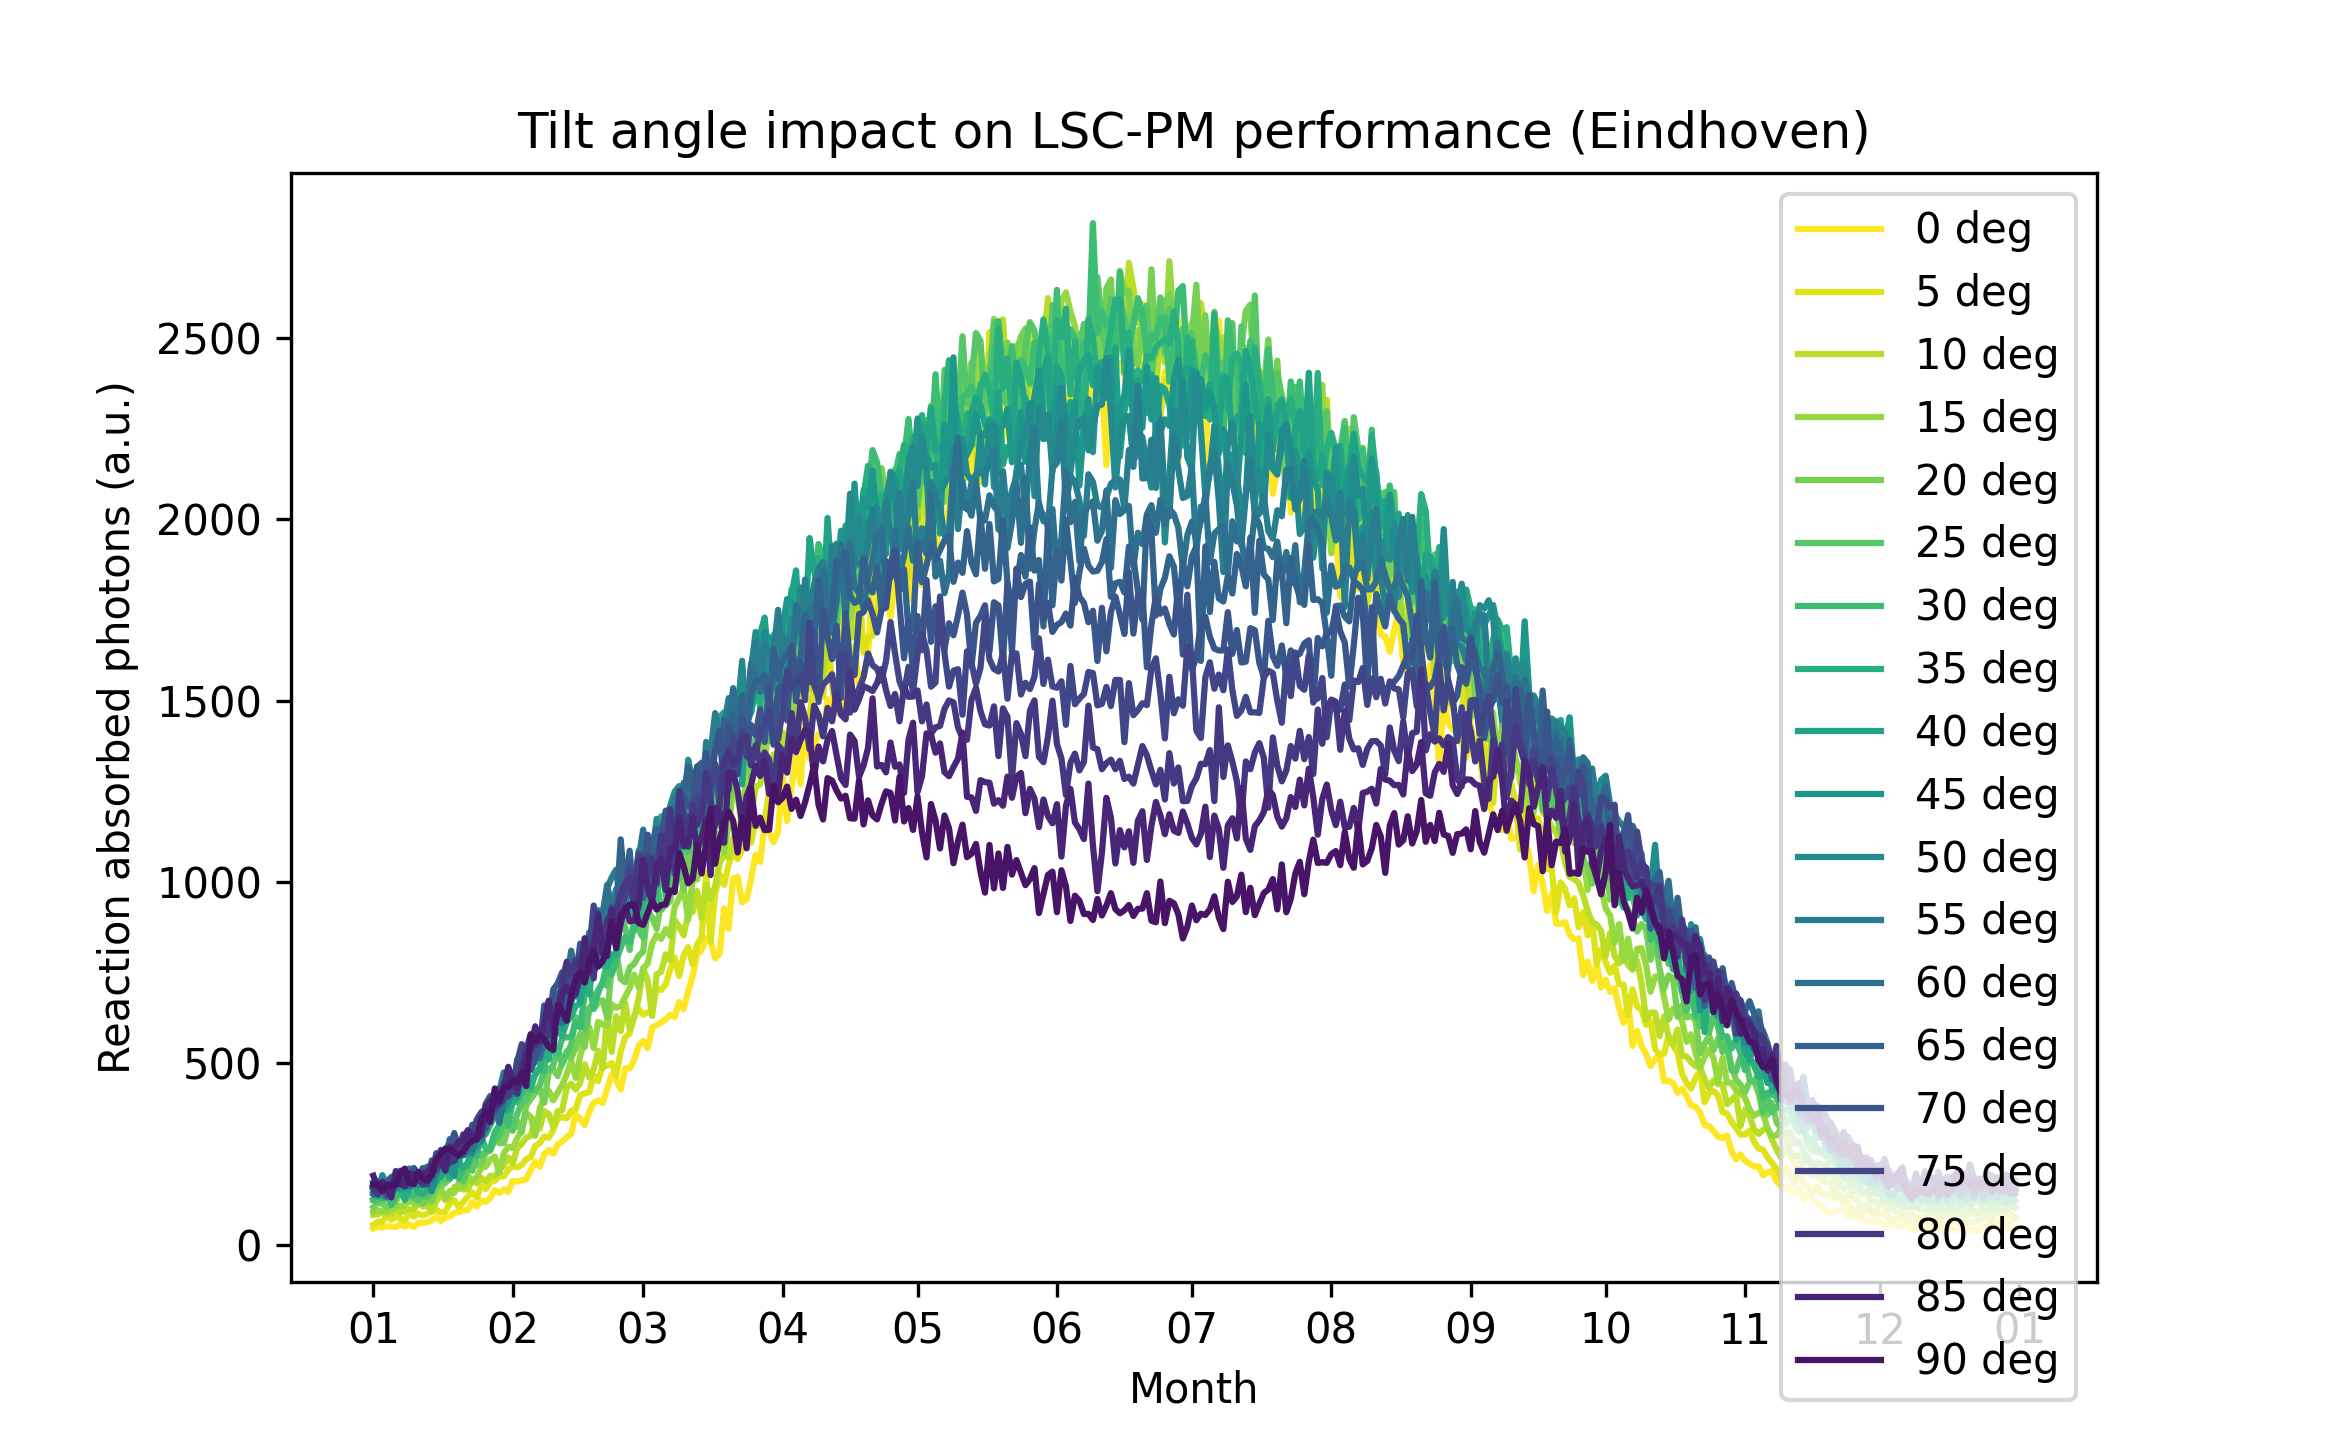 Tilt angle impact on LSC-PM performance (Eindhoven)
Reaction absorbed photons (a.u.)
2500
2000
1500
1000
500
0
01 02 03 04 05 06 07 08 09 10 11 12 01
Month
0 deg
5 deg
10 deg
15 deg
20 deg
25 deg
30 deg
35 deg
40 deg
45 deg
50 deg
55 deg
60 deg
65 deg
70 deg
75 deg
80 deg
85 deg
90 deg